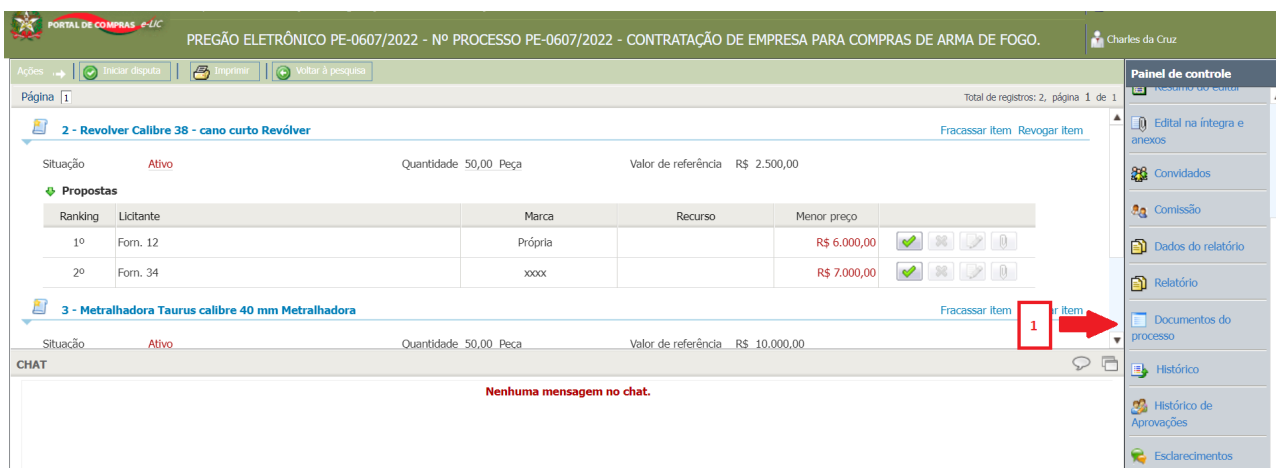 PORTAL DE COMPRAS e-LIC
PREGÃO ELETRÔNICO PE-0607/2022 - Nº PROCESSO PE-0607/2022 - CONTRATAÇÃO DE EMPRESA PARA COMPRAS DE ARMA DE FOGO.
Charles da Cruz
Ações Iniciar disputa Imprimir Voltar à pesquisa
Página 1 Total de registros: 2, página 1 de 1
2 - Revolver Calibre 38 - cano curto Revólver Fracassar item Revogar item
Situação Ativo Quantidade 50,00 Peça Valor de referência R$ 2.500,00
Propostas
Ranking Licitante Marca Recurso Menor preço
1º Forn. 12 Própria R$ 6.000,00
2º Forn. 34 xxxx R$ 7.000,00
3 - Metralhadora Taurus calibre 40 mm Metralhadora Fracassar item ar item
1
Situação Ativo Quantidade 50,00 Peça Valor de referência R$ 10.000,00
CHAT
Nenhuma mensagem no chat.
Painel de controle
Resumo do edital
Edital na íntegra e
anexos
Convidados
Comissão
Dados do relatório
Relatório
Documentos do
processo
Histórico
Histórico de
Aprovações
Esclarecimentos